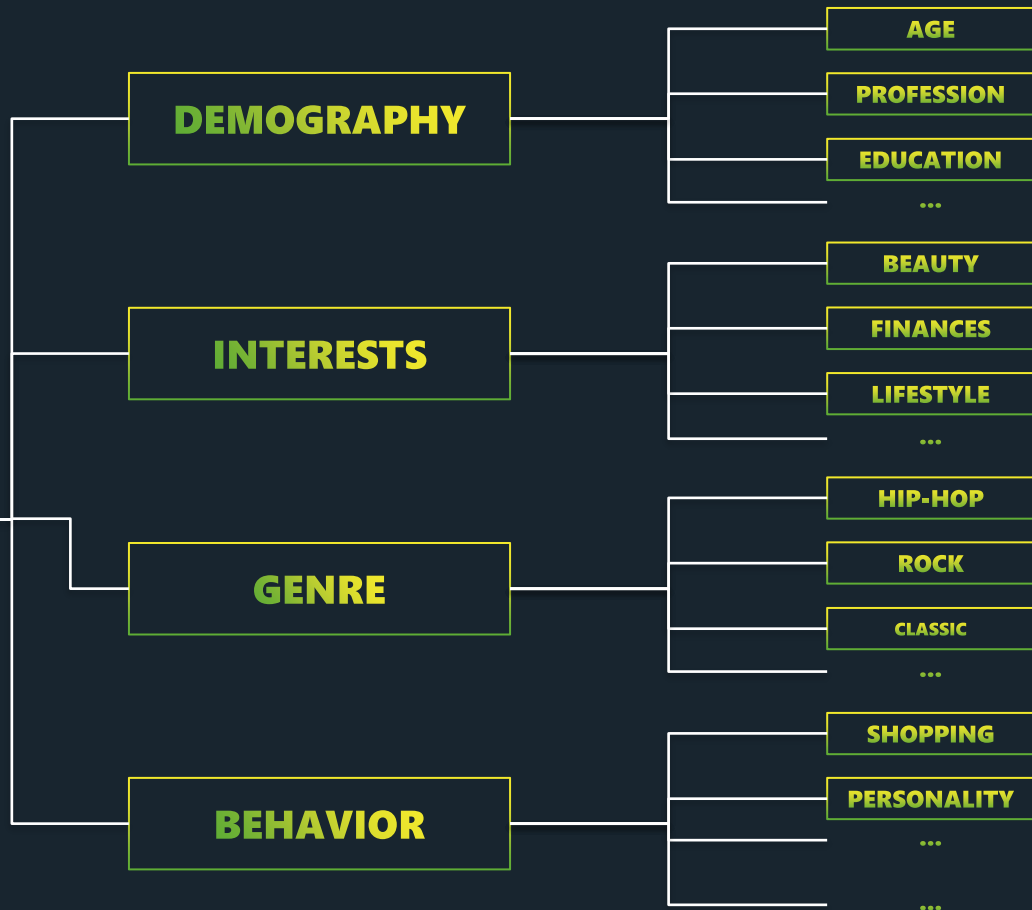 DEMOGRAPHY
AGE
PROFESSION
EDUCATION
...
INTERESTS
BEAUTY
FINANCES
LIFESTYLE
...
GENRE
HIP-HOP
ROCK
CLASSIC
...
BEHAVIOR
SHOPPING
PERSONALITY
...
...